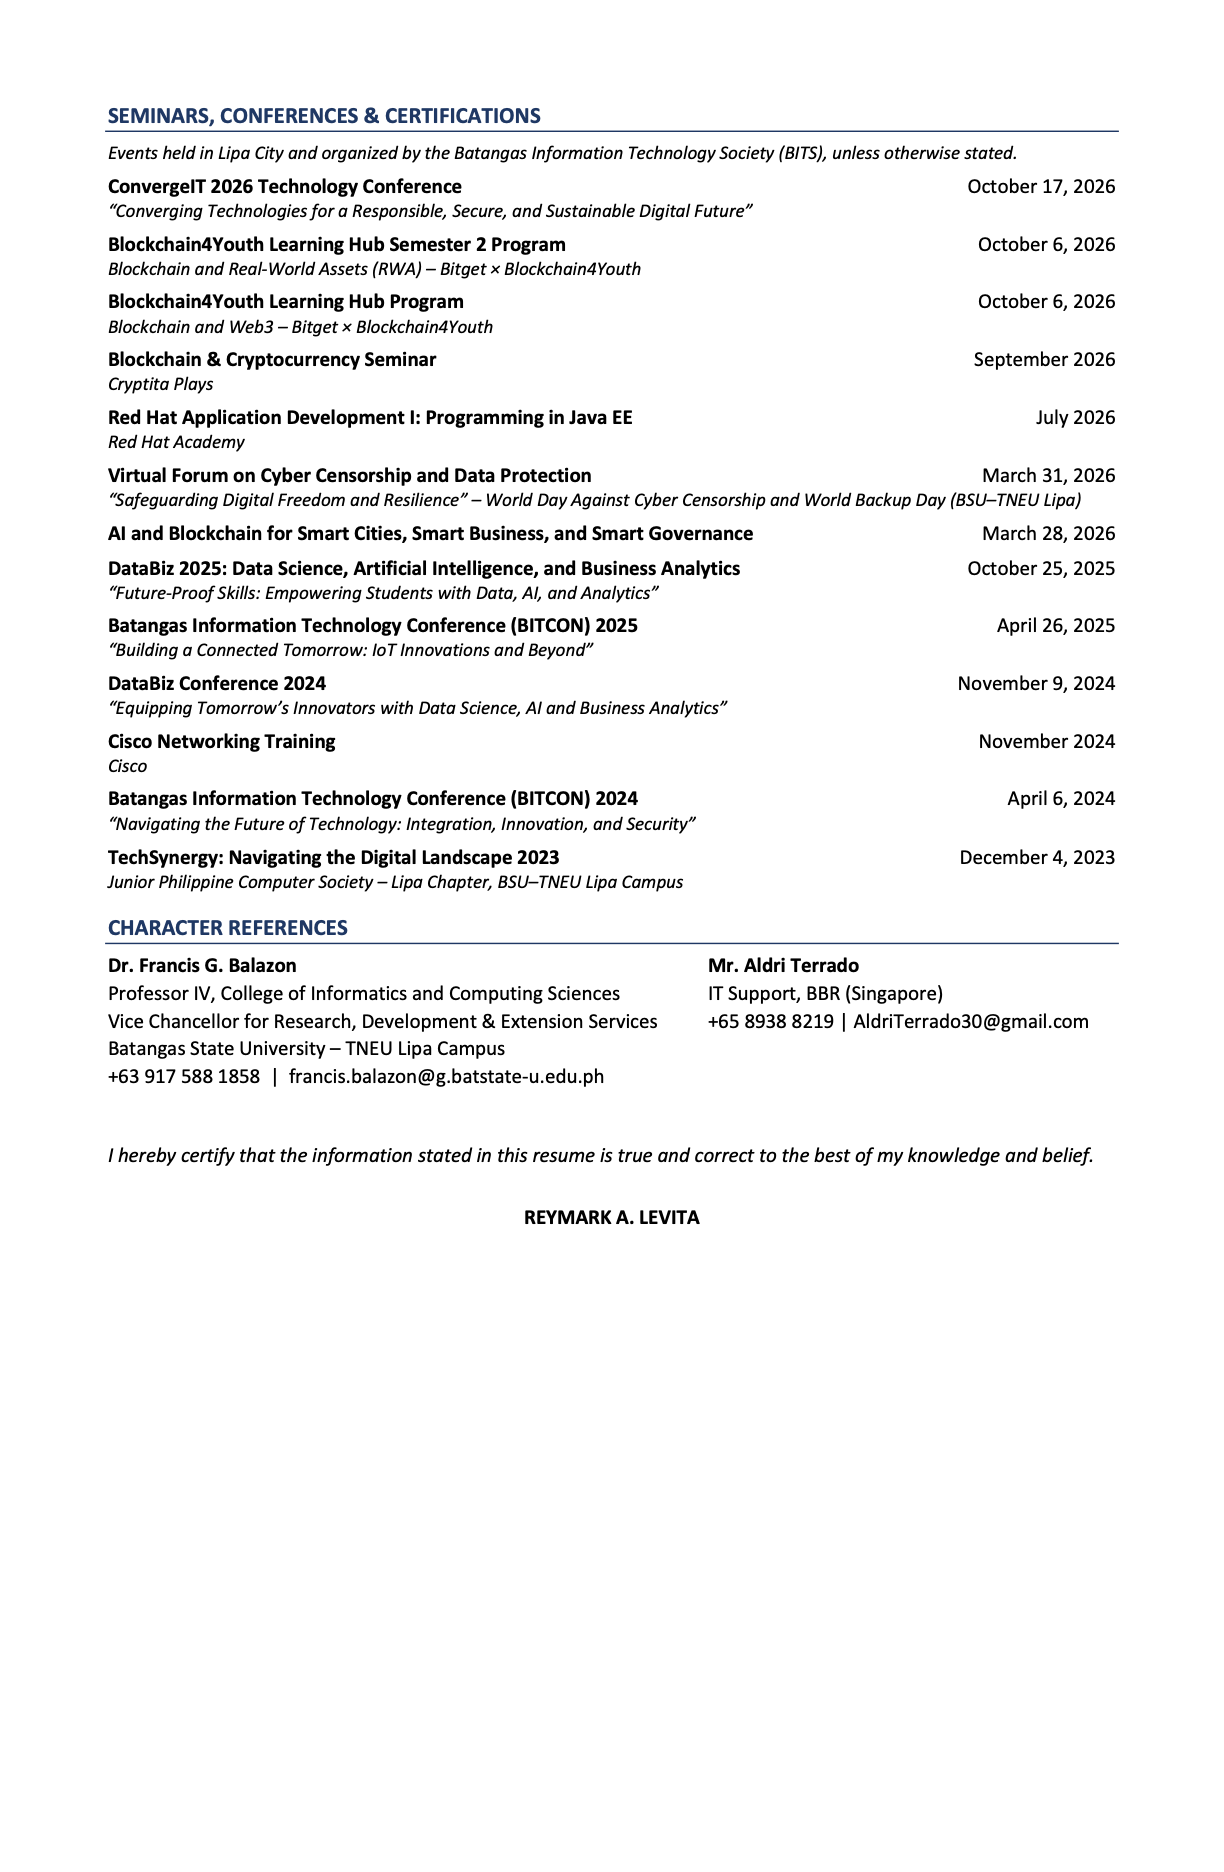 SEMINARS, CONFERENCES & CERTIFICATIONS
Events held in Lipa City and organized by the Batangas Information Technology Society (BITS), unless otherwise stated.
ConvergeIT 2026 Technology Conference October 17, 2026
“Converging Technologies for a Responsible, Secure, and Sustainable Digital Future”
Blockchain4Youth Learning Hub Semester 2 Program October 6, 2026
Blockchain and Real-World Assets (RWA) – Bitget × Blockchain4Youth
Blockchain4Youth Learning Hub Program October 6, 2026
Blockchain and Web3 – Bitget × Blockchain4Youth
Blockchain & Cryptocurrency Seminar September 2026
Cryptita Plays
Red Hat Application Development I: Programming in Java EE July 2026
Red Hat Academy
Virtual Forum on Cyber Censorship and Data Protection March 31, 2026
“Safeguarding Digital Freedom and Resilience” – World Day Against Cyber Censorship and World Backup Day (BSU–TNEU Lipa)
AI and Blockchain for Smart Cities, Smart Business, and Smart Governance March 28, 2026
DataBiz 2025: Data Science, Artificial Intelligence, and Business Analytics October 25, 2025
“Future-Proof Skills: Empowering Students with Data, AI, and Analytics”
Batangas Information Technology Conference (BITCON) 2025 April 26, 2025
“Building a Connected Tomorrow: IoT Innovations and Beyond”
DataBiz Conference 2024 November 9, 2024
“Equipping Tomorrow’s Innovators with Data Science, AI and Business Analytics”
Cisco Networking Training November 2024
Cisco
Batangas Information Technology Conference (BITCON) 2024 April 6, 2024
“Navigating the Future of Technology: Integration, Innovation, and Security”
TechSynergy: Navigating the Digital Landscape 2023 December 4, 2023
Junior Philippine Computer Society – Lipa Chapter, BSU–TNEU Lipa Campus
CHARACTER REFERENCES
Dr. Francis G. Balazon
Professor IV, College of Informatics and Computing Sciences
Vice Chancellor for Research, Development & Extension Services
Batangas State University – TNEU Lipa Campus
+63 917 588 1858 | francis.balazon@g.batstate-u.edu.ph
Mr. Aldri Terrado
IT Support, BBR (Singapore)
+65 8938 8219 | AldriTerrado30@gmail.com
I hereby certify that the information stated in this resume is true and correct to the best of my knowledge and belief.
REYMARK A. LEVITA